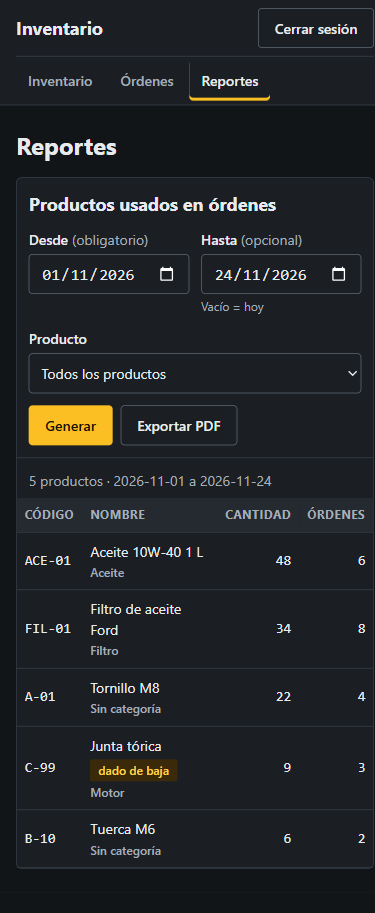 Inventario
Cerrar sesión
Inventario Órdenes Reportes
Reportes
Productos usados en órdenes
Desde (obligatorio) Hasta (opcional)
01/11/2026 24/11/2026
Vacío = hoy
Producto
Todos los productos
Generar Exportar PDF
5 productos · 2026-11-01 a 2026-11-24
CÓDIGO NOMBRE CANTIDAD ÓRDENES
ACE-01 Aceite 10W-40 1 L 48 6
Aceite
FIL-01 Filtro de aceite Ford 34 8
Filtro
A-01 Tornillo M8 22 4
Sin categoría
C-99 Junta tórica 9 3
dado de baja
Motor
B-10 Tuerca M6 6 2
Sin categoría